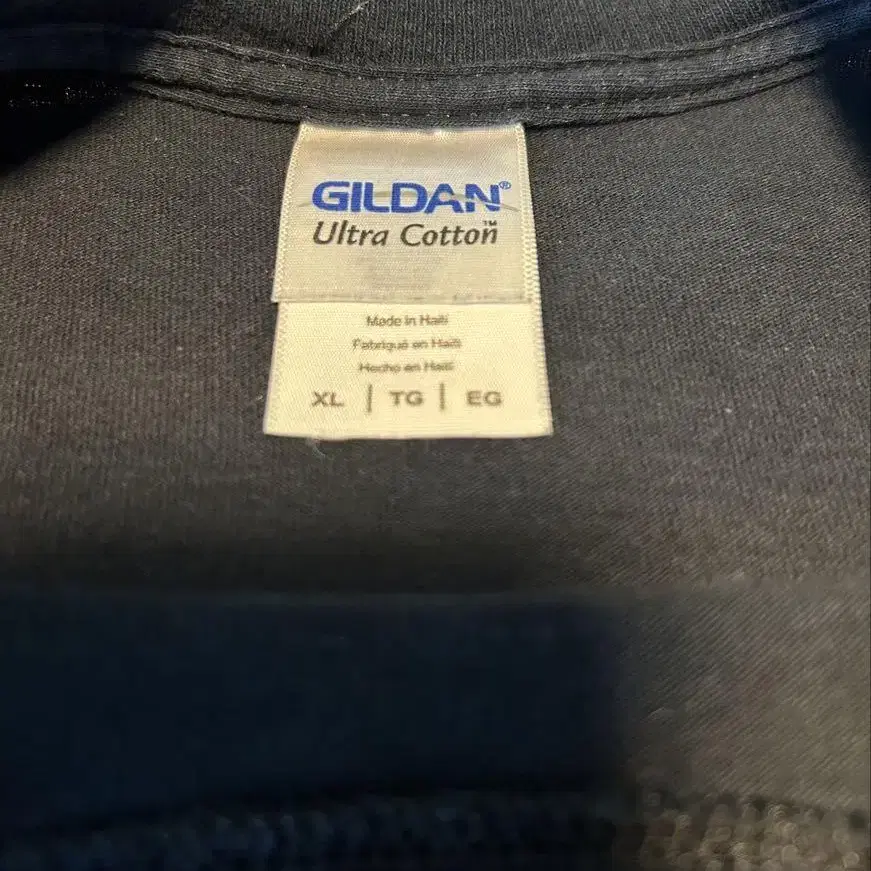 GILDAN®
Ultra Cotton™
Made in Haiti
Fabriqué en Haïti
Hecho en Haití
XL | TG | EG